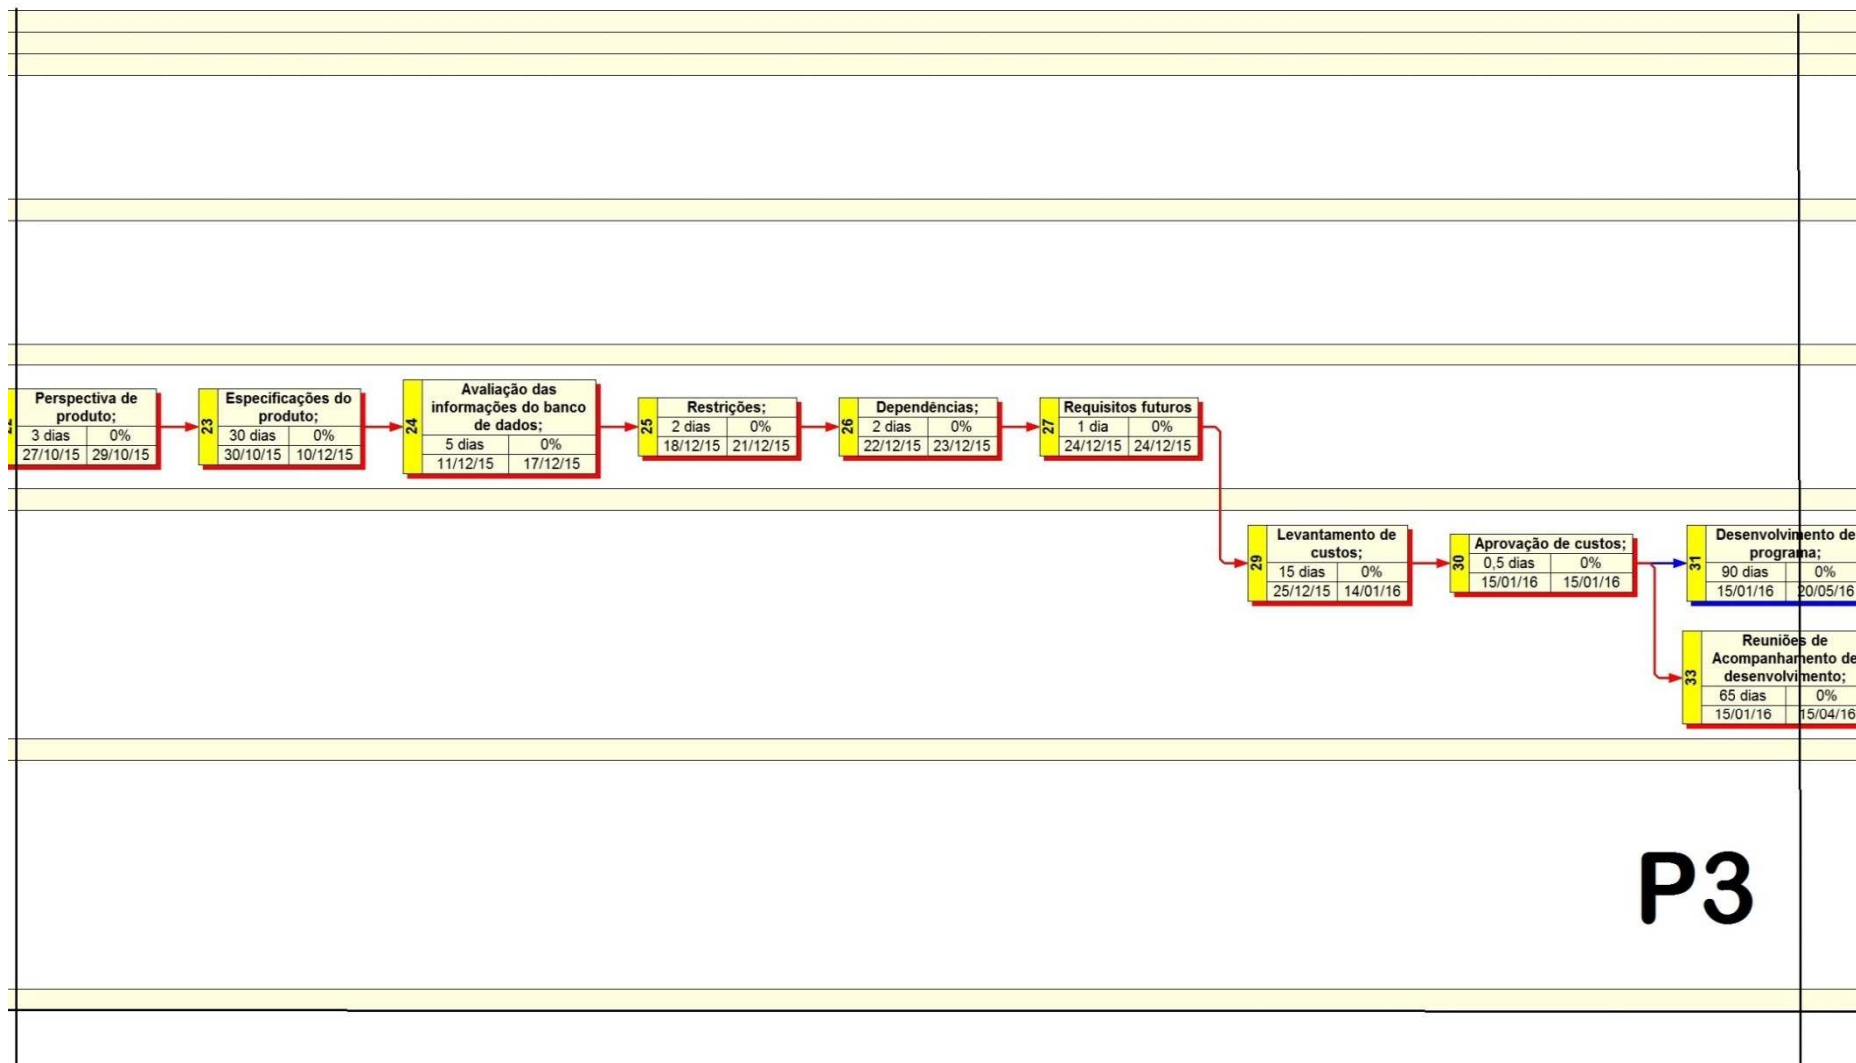 22
Perspectiva de
produto;
3 dias 0%
27/10/15 29/10/15
23
Especificações do
produto;
30 dias 0%
30/10/15 10/12/15
24
Avaliação das
informações do banco
de dados;
5 dias 0%
11/12/15 17/12/15
25
Restrições;
2 dias 0%
18/12/15 21/12/15
26
Dependências;
2 dias 0%
22/12/15 23/12/15
27
Requisitos futuros
1 dia 0%
24/12/15 24/12/15
29
Levantamento de
custos;
15 dias 0%
25/12/15 14/01/16
30
Aprovação de custos;
0,5 dias 0%
15/01/16 15/01/16
31
Desenvolvimento de
programa;
90 dias 0%
15/01/16 20/05/16
33
Reuniões de
Acompanhamento de
desenvolvimento;
65 dias 0%
15/01/16 15/04/16
P3